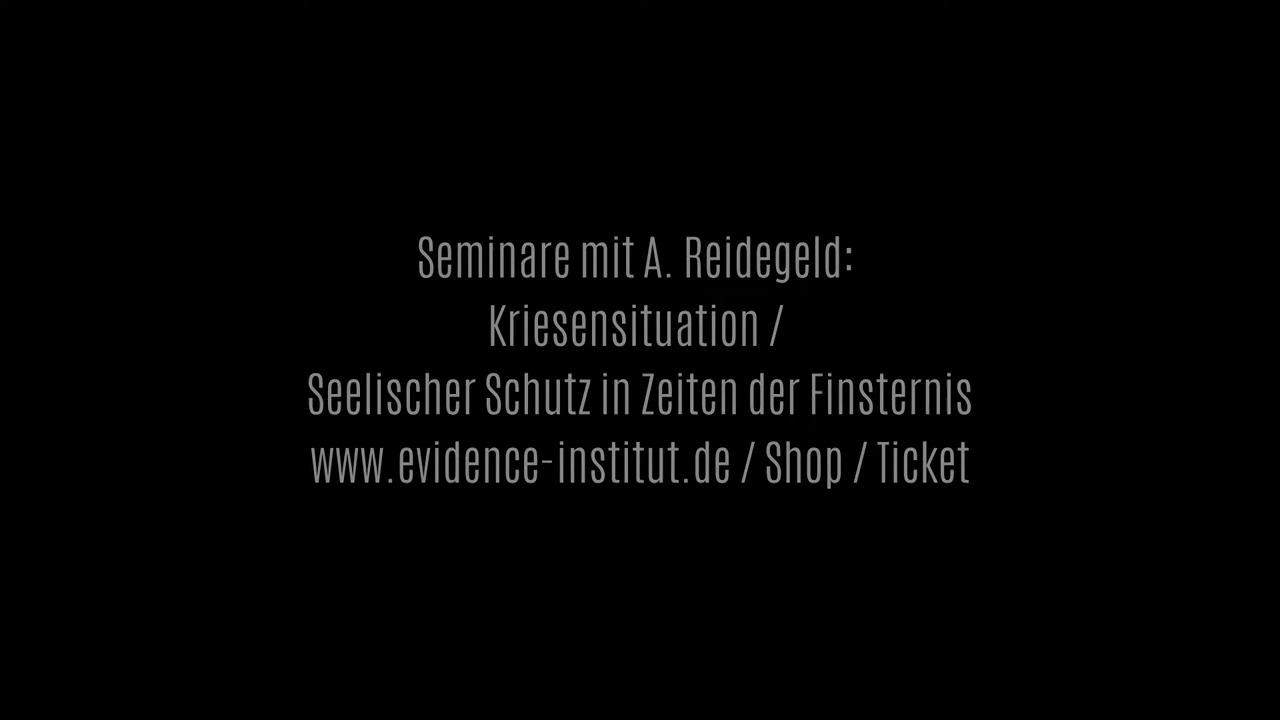 Seminare mit A. Reidegeld:
Kriesensituation /
Seelischer Schutz in Zeiten der Finsternis
www.evidence-institut.de / Shop / Ticket